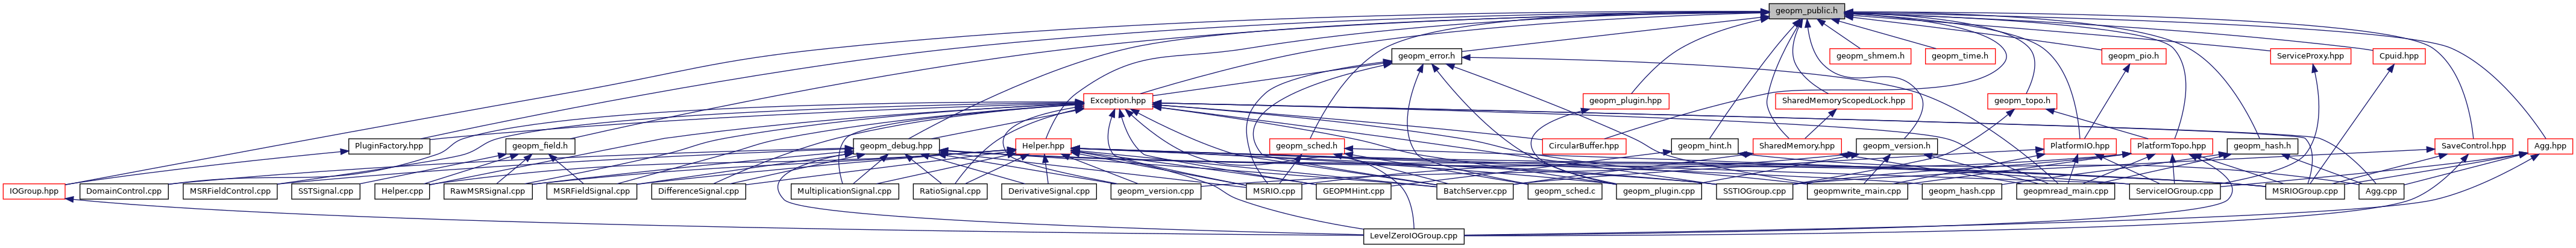 geopm_public.h
geopm_error.h
geopm_shmem.h
geopm_time.h
geopm_pio.h
ServiceProxy.hpp
Cpuid.hpp
Exception.hpp
geopm_plugin.hpp
SharedMemoryScopedLock.hpp
geopm_topo.h
PluginFactory.hpp
geopm_field.h
geopm_debug.hpp
Helper.hpp
geopm_sched.h
CircularBuffer.hpp
geopm_hint.h
SharedMemory.hpp
geopm_version.h
PlatformIO.hpp
PlatformTopo.hpp
geopm_hash.h
SaveControl.hpp
Agg.hpp
IOGroup.hpp
DomainControl.cpp
MSRFieldControl.cpp
SSTSignal.cpp
Helper.cpp
RawMSRSignal.cpp
MSRFieldSignal.cpp
DifferenceSignal.cpp
MultiplicationSignal.cpp
RatioSignal.cpp
DerivativeSignal.cpp
geopm_version.cpp
MSRIO.cpp
GEOPMHint.cpp
BatchServer.cpp
geopm_sched.c
geopm_plugin.cpp
SSTIOGroup.cpp
geopmwrite_main.cpp
geopm_hash.cpp
geopmread_main.cpp
ServiceIOGroup.cpp
MSRIOGroup.cpp
Agg.cpp
LevelZeroIOGroup.cpp